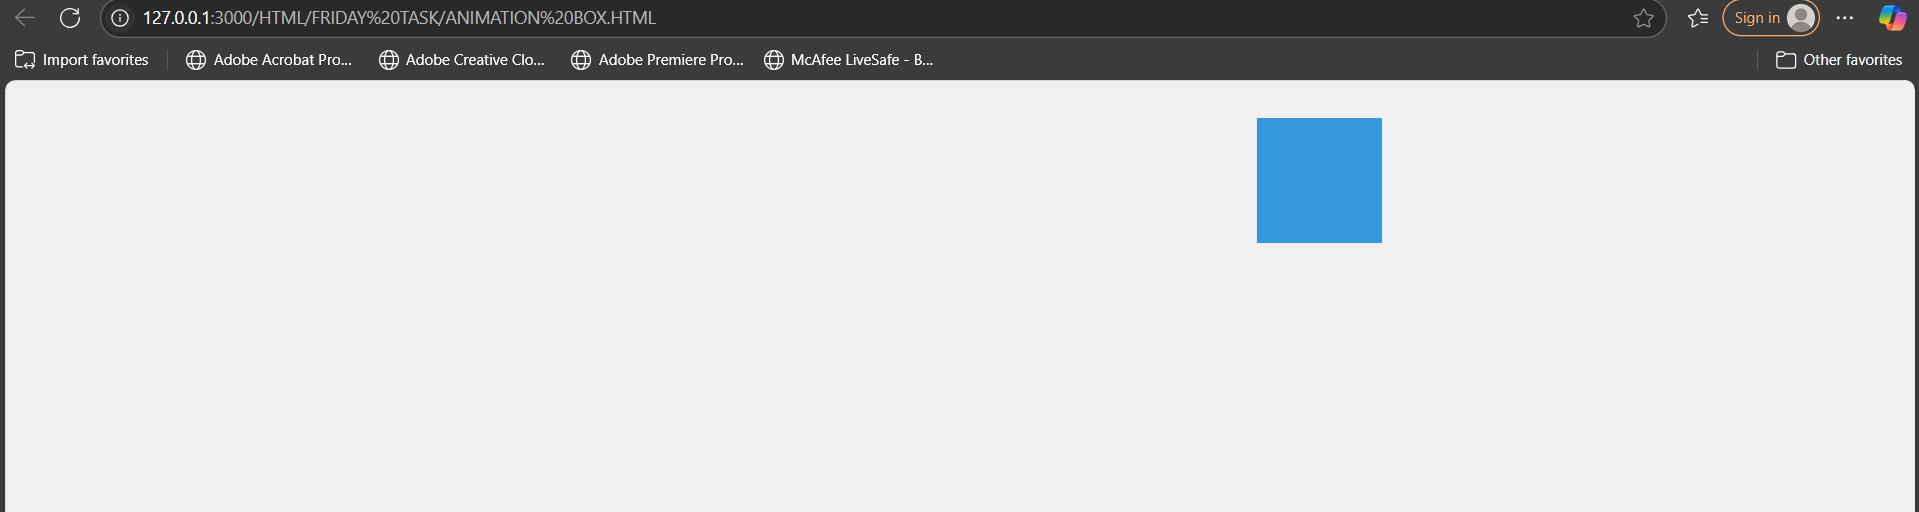 127.0.0.1:3000/HTML/FRIDAY%20TASK/ANIMATION%20BOX.HTML
Sign in
Import favorites
Adobe Acrobat Pro...
Adobe Creative Clo...
Adobe Premiere Pro...
McAfee LiveSafe - B...
Other favorites